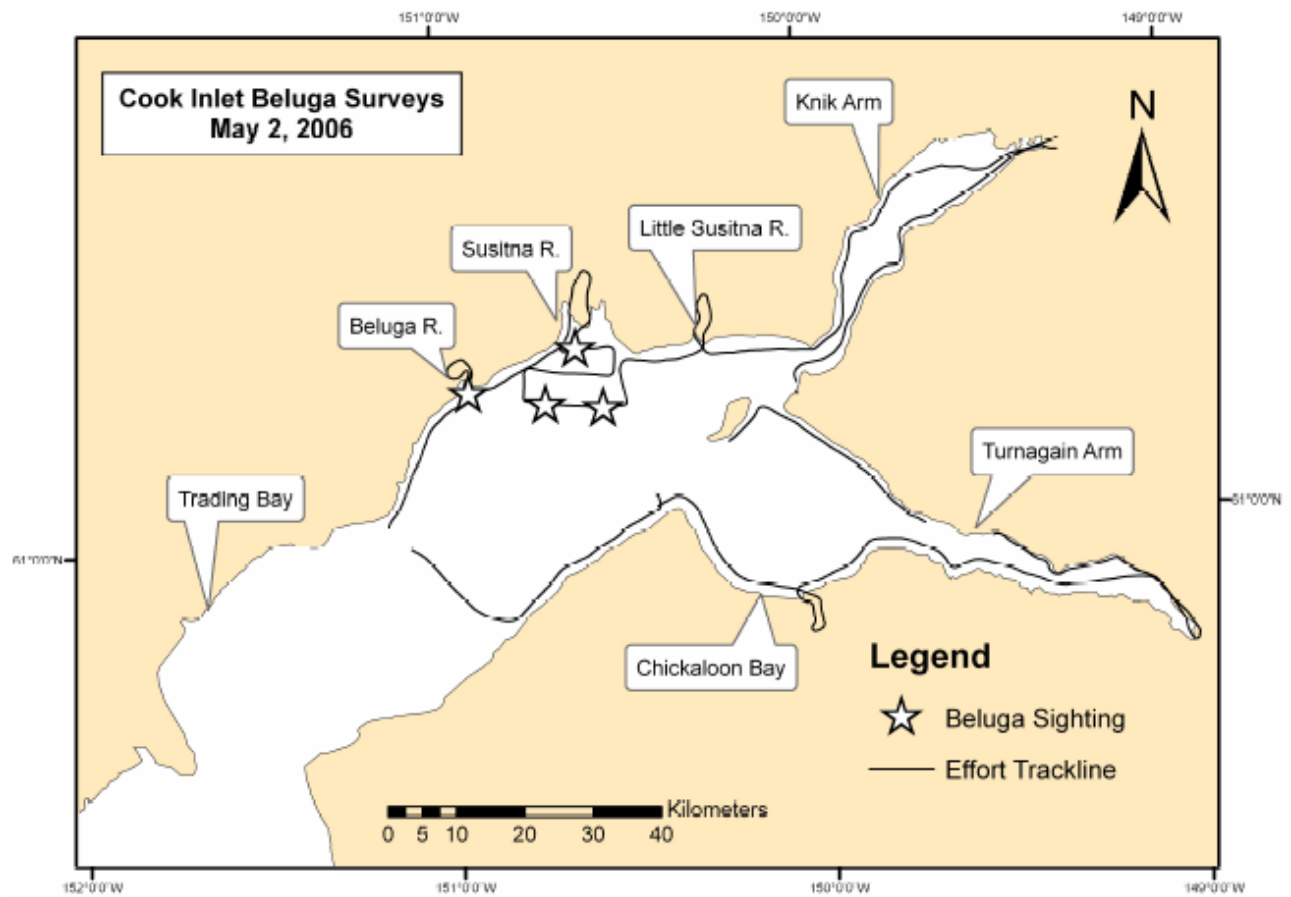 151°0'0"W 150°0'0"W 149°0'0"W
Cook Inlet Beluga Surveys
May 2, 2006
Knik Arm
N
Little Susitna R.
Susitna R.
Beluga R.
Turnagain Arm
Trading Bay
61°0'0"N
61°0'0"N
Chickaloon Bay
Legend
Beluga Sighting
Effort Trackline
Kilometers
0 5 10 20 30 40
152°0'0"W 151°0'0"W 150°0'0"W 149°0'0"W